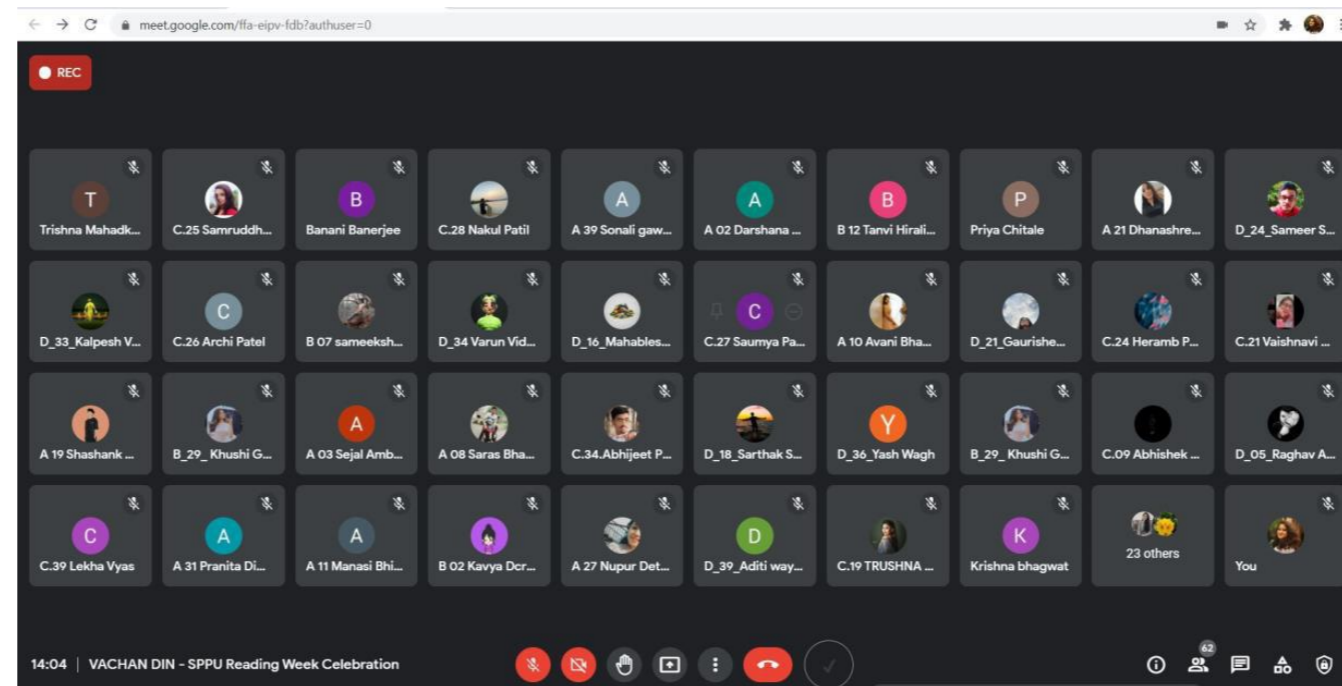 meet.google.com/ffa-eipv-fdb?authuser=0
REC
T B A A B P
Trishna Mahadk... C.25 Samruddh... Banani Banerjee C.28 Nakul Patil A 39 Sonali gaw... A 02 Darshana ... B 12 Tanvi Hirali... Priya Chitale A 21 Dhanashre... D_24_Sameer S...
C C
D_33_Kalpesh V... C.26 Archi Patel B 07 sameeksh... D_34 Varun Vid... D_16_Mahables... C.27 Saumya Pa... A 10 Avani Bha... D_21_Gaurishe... C.24 Heramb P... C.21 Vaishnavi ...
A Y
A 19 Shashank ... B_29_ Khushi G... A 03 Sejal Amb... A 08 Saras Bha... C.34.Abhijeet P... D_18_Sarthak S... D_36_Yash Wagh B_29_ Khushi G... C.09 Abhishek ... D_05_Raghav A...
C A A D K
C.39 Lekha Vyas A 31 Pranita Di... A 11 Manasi Bhi... B 02 Kavya Dcr... A 27 Nupur Det... D_39_Aditi way... C.19 TRUSHNA ... Krishna bhagwat 23 others You
14:04 | VACHAN DIN - SPPU Reading Week Celebration 62